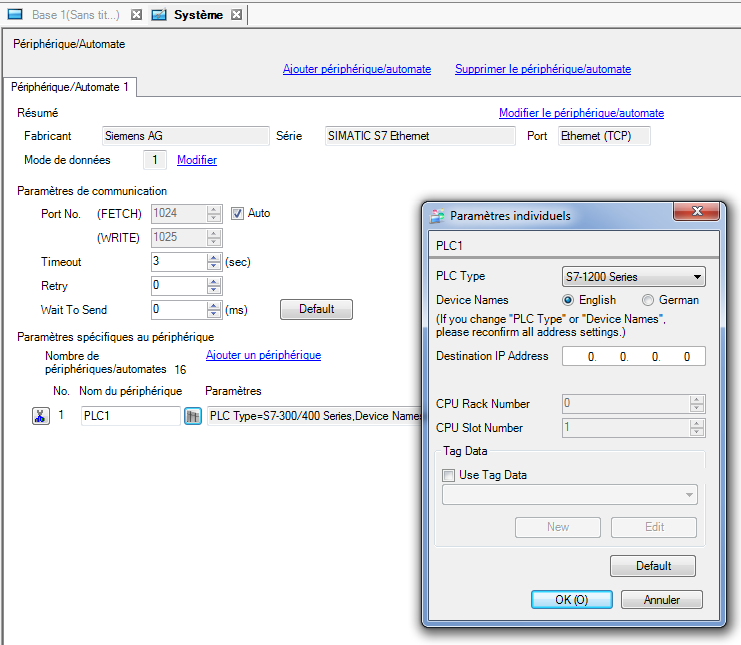 Base 1(Sans tit...) Système
Périphérique/Automate
Ajouter périphérique/automate Supprimer le périphérique/automate
Périphérique/Automate 1
Résumé Modifier le périphérique/automate
Fabricant Siemens AG Série SIMATIC S7 Ethernet Port Ethernet (TCP)
Mode de données 1 Modifier
Paramètres de communication
Port No. (FETCH) 1024 Auto
(WRITE) 1025
Timeout 3 (sec)
Retry 0
Wait To Send 0 (ms) Default
Paramètres spécifiques au périphérique
Nombre de
périphériques/automates 16 Ajouter un périphérique
No. Nom du périphérique Paramètres
1 PLC1 PLC Type=S7-300/400 Series,Device Names
Paramètres individuels
PLC1
PLC Type S7-1200 Series
Device Names English German
(If you change "PLC Type" or "Device Names",
please reconfirm all address settings.)
Destination IP Address 0. 0. 0. 0
CPU Rack Number 0
CPU Slot Number 1
Tag Data
Use Tag Data
New Edit
Default
OK (O) Annuler